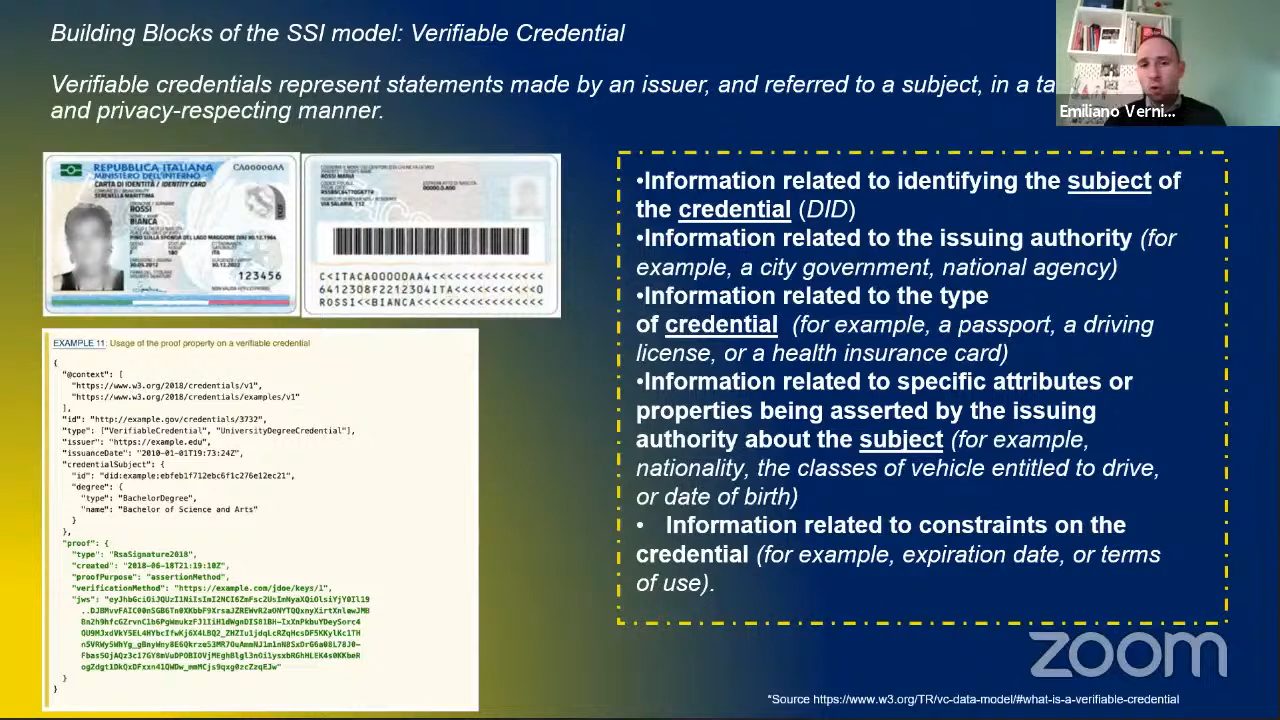 Building Blocks of the SSI model: Verifiable Credential
Verifiable credentials represent statements made by an issuer, and referred to a subject, in a ta
and privacy-respecting manner.
Emiliano Verni...
REPUBBLICA ITALIANA
CA00000AA
MINISTERO DELL'INTERNO
CARTA DI IDENTITÀ / IDENTITY CARD
SERENELLA MARITTIMA
ROSSI
BIANCA
123456
ROSSI MARIA
VIA SALARIA, 712
C<ITACA00000AA4<<<<<<<<<<<<<<<
6412308F2212304ITA<<<<<<<<<<<0
ROSSI<<BIANCA<<<<<<<<<<<<<<<<<
EXAMPLE 11: Usage of the proof property on a verifiable credential
{
"@context": [
"https://www.w3.org/2018/credentials/v1",
"https://www.w3.org/2018/credentials/examples/v1"
],
"id": "http://example.gov/credentials/3732",
"type": ["VerifiableCredential", "UniversityDegreeCredential"],
"issuer": "https://example.edu",
"issuanceDate": "2010-01-01T19:73:24Z",
"credentialSubject": {
"id": "did:example:ebfeb1f712ebc6f1c276e12ec21",
"degree": {
"type": "BachelorDegree",
"name": "Bachelor of Science and Arts"
}
},
"proof": {
"type": "RsaSignature2018",
"created": "2018-06-18T21:19:10Z",
"proofPurpose": "assertionMethod",
"verificationMethod": "https://example.com/jdoe/keys/1",
"jws":
}
}
•Information related to identifying the subject of
the credential (DID)
•Information related to the issuing authority (for
example, a city government, national agency)
•Information related to the type
of credential (for example, a passport, a driving
license, or a health insurance card)
•Information related to specific attributes or
properties being asserted by the issuing
authority about the subject (for example,
nationality, the classes of vehicle entitled to drive,
or date of birth)
• Information related to constraints on the
credential (for example, expiration date, or terms
of use).
zoom
*Source https://www.w3.org/TR/vc-data-model/#what-is-a-verifiable-credential